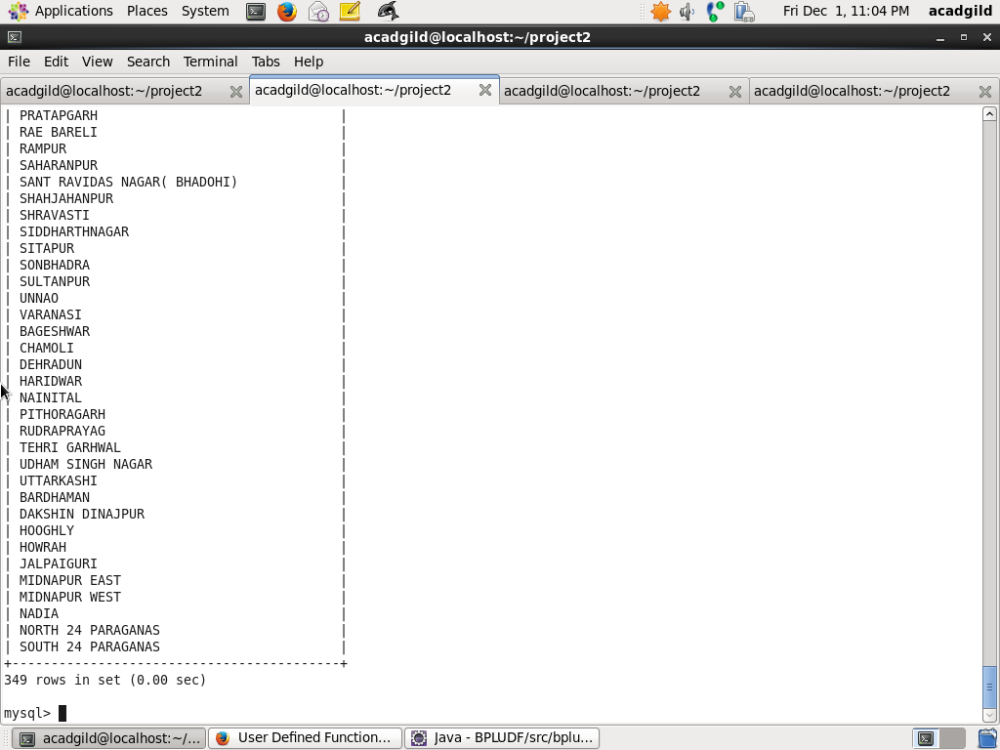 Applications Places System Fri Dec 1, 11:04 PM acadgild
acadgild@localhost:~/project2
File Edit View Search Terminal Tabs Help
acadgild@localhost:~/project2 acadgild@localhost:~/project2 acadgild@localhost:~/project2 acadgild@localhost:~/project2
| PRATAPGARH |
| RAE BARELI |
| RAMPUR |
| SAHARANPUR |
| SANT RAVIDAS NAGAR( BHADOHI) |
| SHAHJAHANPUR |
| SHRAVASTI |
| SIDDHARTHNAGAR |
| SITAPUR |
| SONBHADRA |
| SULTANPUR |
| UNNAO |
| VARANASI |
| BAGESHWAR |
| CHAMOLI |
| DEHRADUN |
| HARIDWAR |
| NAINITAL |
| PITHORAGARH |
| RUDRAPRAYAG |
| TEHRI GARHWAL |
| UDHAM SINGH NAGAR |
| UTTARKASHI |
| BARDHAMAN |
| DAKSHIN DINAJPUR |
| HOOGHLY |
| HOWRAH |
| JALPAIGURI |
| MIDNAPUR EAST |
| MIDNAPUR WEST |
| NADIA |
| NORTH 24 PARAGANAS |
| SOUTH 24 PARAGANAS |
+------------------------------------------+
349 rows in set (0.00 sec)
mysql>
acadgild@localhost:~/... User Defined Function... Java - BPLUDF/src/bplu...